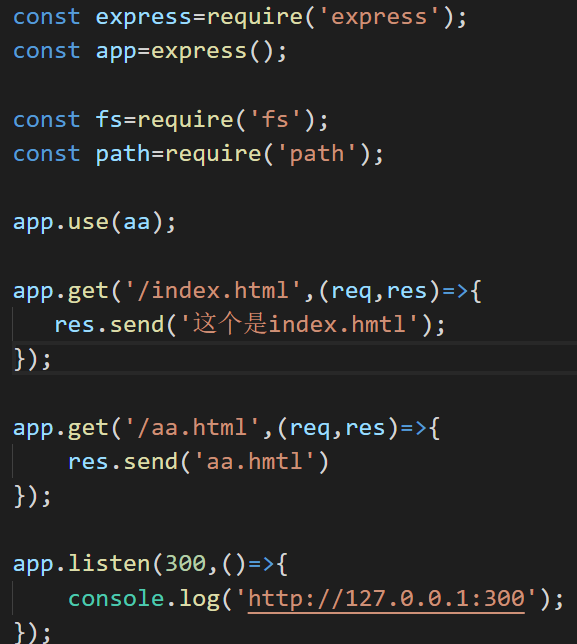 const express=require('express');
const app=express();
const fs=require('fs');
const path=require('path');
app.use(aa);
app.get('/index.html',(req,res)=>{
res.send('这个是index.hmtl');
});
app.get('/aa.html',(req,res)=>{
res.send('aa.hmtl')
});
app.listen(300,()=>{
console.log('http://127.0.0.1:300');
});